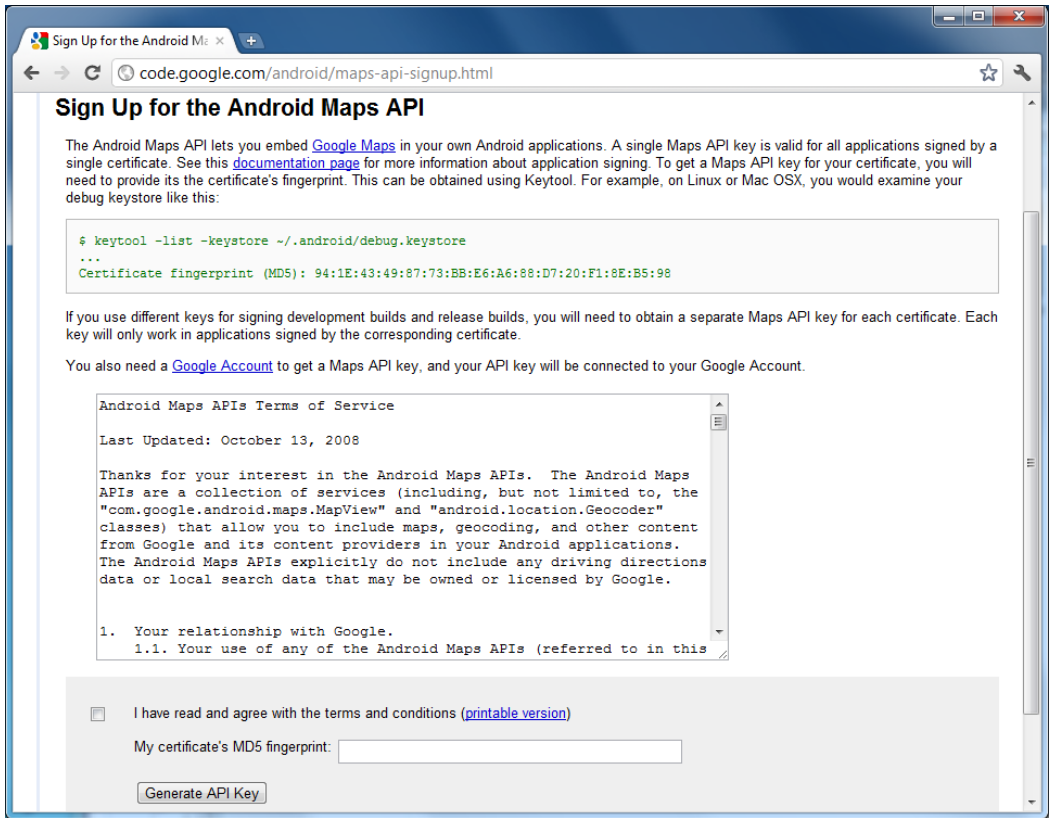 Sign Up for the Android Ma
code.google.com/android/maps-api-signup.html
Sign Up for the Android Maps API
The Android Maps API lets you embed Google Maps in your own Android applications. A single Maps API key is valid for all applications signed by a
single certificate. See this documentation page for more information about application signing. To get a Maps API key for your certificate, you will
need to provide its the certificate's fingerprint. This can be obtained using Keytool. For example, on Linux or Mac OSX, you would examine your
debug keystore like this:
$ keytool -list -keystore ~/.android/debug.keystore
...
Certificate fingerprint (MD5): 94:1E:43:49:87:73:BB:E6:A6:88:D7:20:F1:8E:B5:98
If you use different keys for signing development builds and release builds, you will need to obtain a separate Maps API key for each certificate. Each
key will only work in applications signed by the corresponding certificate.
You also need a Google Account to get a Maps API key, and your API key will be connected to your Google Account.
Android Maps APIs Terms of Service
Last Updated: October 13, 2008
Thanks for your interest in the Android Maps APIs.  The Android Maps
APIs are a collection of services (including, but not limited to, the
"com.google.android.maps.MapView" and "android.location.Geocoder"
classes) that allow you to include maps, geocoding, and other content
from Google and its content providers in your Android applications.
The Android Maps APIs explicitly do not include any driving directions
data or local search data that may be owned or licensed by Google.
1.  Your relationship with Google.
1.1. Your use of any of the Android Maps APIs (referred to in this
I have read and agree with the terms and conditions (printable version)
My certificate's MD5 fingerprint:
Generate API Key